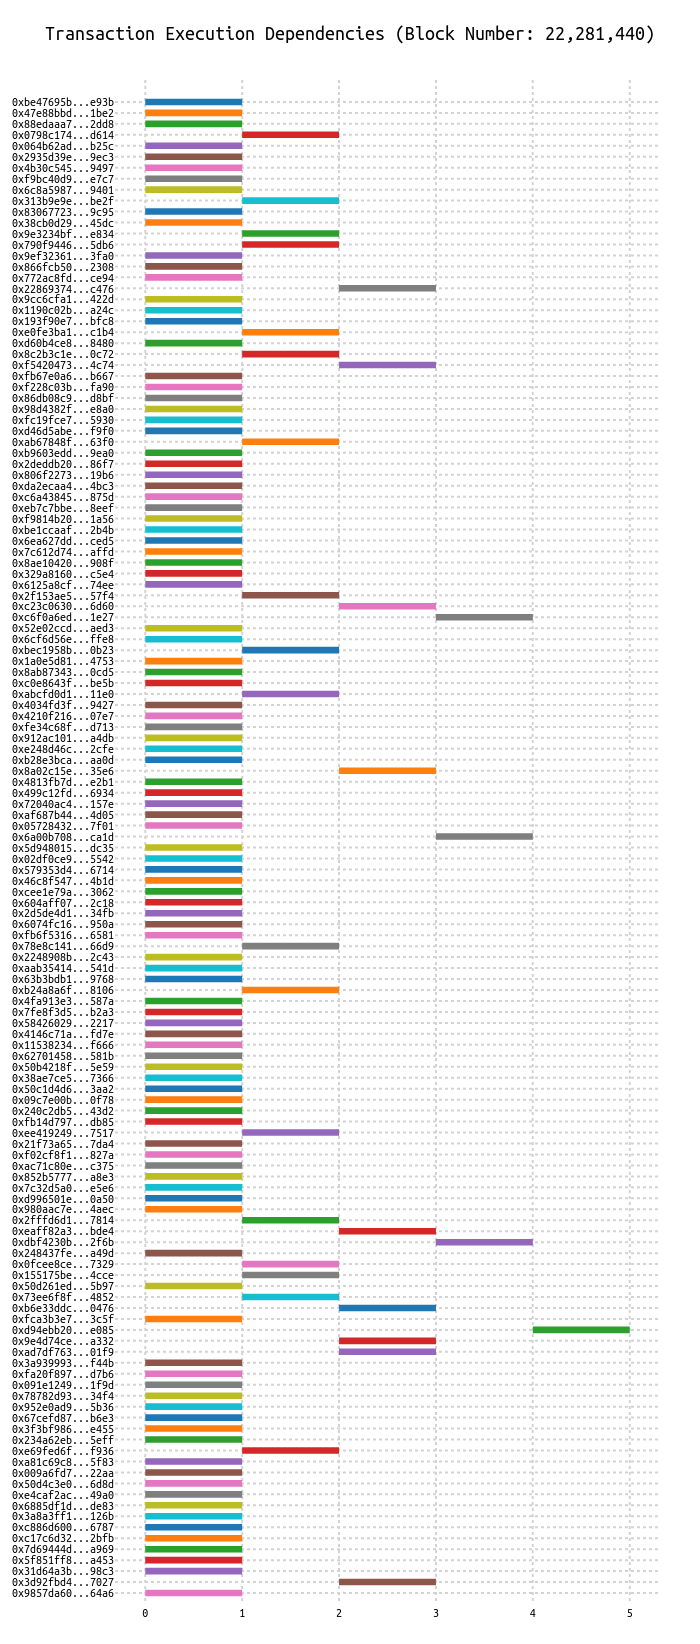 Transaction Execution Dependencies (Block Number: 22,281,440)
0xbe47695b...e93b
0x47e88bbd...1be2
0x88edaaa7...2dd8
0x0798c174...d614
0x064b62ad...b25c
0x2935d39e...9ec3
0x4b30c545...9497
0xf9bc40d9...e7c7
0x6c8a5987...9401
0x313b9e9e...be2f
0x83067723...9c95
0x38cb0d29...45dc
0x9e3234bf...e834
0x790f9446...5db6
0x9ef32361...3fa0
0x866fcb50...2308
0x772ac8fd...ce94
0x22869374...c476
0x9cc6cfa1...422d
0x1190c02b...a24c
0x193f90e7...bfc8
0xe0fe3ba1...c1b4
0xd60b4ce8...8480
0x8c2b3c1e...0c72
0xf5420473...4c74
0xfb67e0a6...b667
0xf228c03b...fa90
0x86db08c9...d8bf
0x98d4382f...e8a0
0xfc19fce7...5930
0xd46d5abe...f9f0
0xab67848f...63f0
0xb9603edd...9ea0
0x2deddb20...86f7
0x806f2273...19b6
0xda2ecaa4...4bc3
0xc6a43845...875d
0xeb7c7bbe...8eef
0xf9814b20...1a56
0xbe1ccaaf...2b4b
0x6ea627dd...ced5
0x7c612d74...affd
0x8ae10420...908f
0x329a8160...c5e4
0x6125a8cf...74ee
0x2f153ae5...57f4
0xc23c0630...6d60
0xc6f0a6ed...1e27
0x52e02ccd...aed3
0x6cf6d56e...ffe8
0xbec1958b...0b23
0x1a0e5d81...4753
0x8ab87343...0cd5
0xc0e8643f...be5b
0xabcfd0d1...11e0
0x4034fd3f...9427
0x4210f216...07e7
0xfe34c68f...d713
0x912ac101...a4db
0xe248d46c...2cfe
0xb28e3bca...aa0d
0x8a02c15e...35e6
0x4813fb7d...e2b1
0x499c12fd...6934
0x72040ac4...157e
0xaf687b44...4d05
0x05728432...7f01
0x6a00b708...ca1d
0x5d948015...dc35
0x02df0ce9...5542
0x579353d4...6714
0x46c8f547...4b1d
0xcee1e79a...3062
0x604aff07...2c18
0x2d5de4d1...34fb
0x6074fc16...950a
0xfb6f5316...6581
0x78e8c141...66d9
0x2248908b...2c43
0xaab35414...541d
0x63b3bdb1...9768
0xb24a8a6f...8106
0x4fa913e3...587a
0x7fe8f3d5...b2a3
0x58426029...2217
0x4146c71a...fd7e
0x11538234...f666
0x62701458...581b
0x50b4218f...5e59
0x38ae7ce5...7366
0x50c1d4d6...3aa2
0x09c7e00b...0f78
0x240c2db5...43d2
0xfb14d797...db85
0xee419249...7517
0x21f73a65...7da4
0xf02cf8f1...827a
0xac71c80e...c375
0x852b5777...a8e3
0x7c32d5a0...e5e6
0xd996501e...0a50
0x980aac7e...4aec
0x2fffd6d1...7814
0xeaff82a3...bde4
0xdbf4230b...2f6b
0x248437fe...a49d
0x0fcee8ce...7329
0x155175be...4cce
0x50d261ed...5b97
0x73ee6f8f...4852
0xb6e33ddc...0476
0xfca3b3e7...3c5f
0xd94ebb20...e085
0x9e4d74ce...a332
0xad7df763...01f9
0x3a939993...f44b
0xfa20f897...d7b6
0x091e1249...1f9d
0x78782d93...34f4
0x952e0ad9...5b36
0x67cefd87...b6e3
0x3f3bf986...e455
0x234a62eb...5eff
0xe69fed6f...f936
0xa81c69c8...5f83
0x009a6fd7...22aa
0x50d4c3e0...6d8d
0xe4caf2ac...49a0
0x6885df1d...de83
0x3a8a3ff1...126b
0xc886d600...6787
0xc17c6d32...2bfb
0x7d69444d...a969
0x5f851ff8...a453
0x31d64a3b...98c3
0x3d92fbd4...7027
0x9857da60...64a6
0 1 2 3 4 5